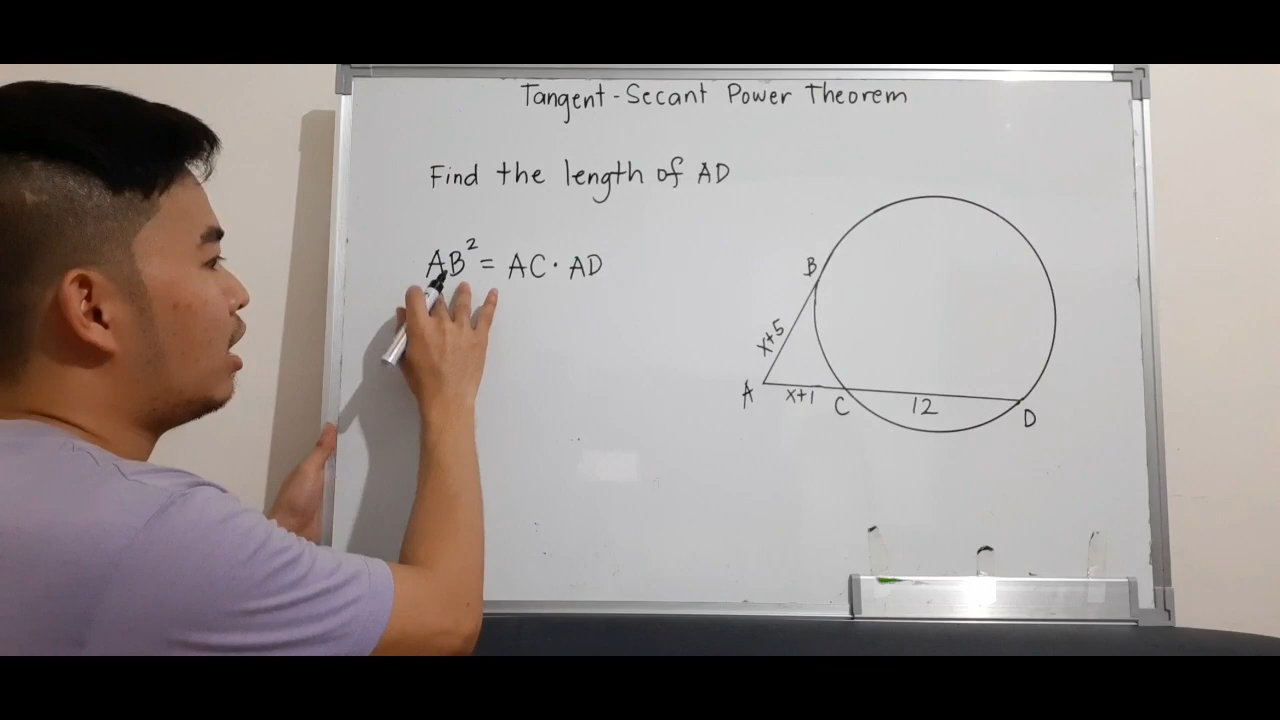 Tangent-Secant Power Theorem
Find the length of AD
AB² = AC · AD
B
x+5
A
x+1
C
12
D